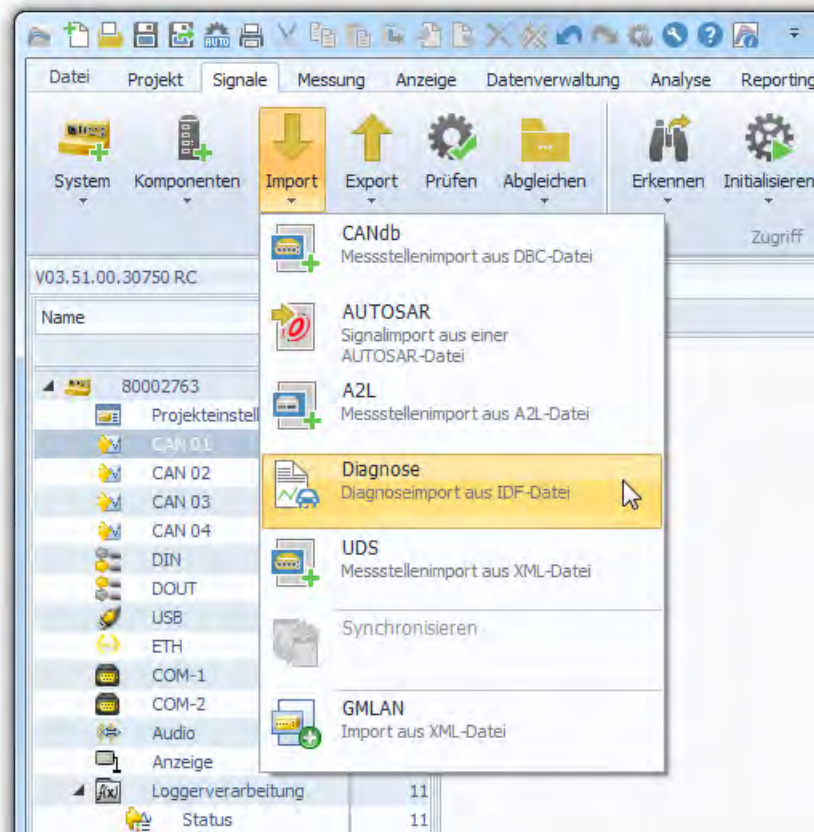 AUTO
Datei Projekt Signale Messung Anzeige Datenverwaltung Analyse Reporting
System Komponenten Import Export Prüfen Abgleichen Erkennen Initialisieren
Zugriff
CANdb
Messstellenimport aus DBC-Datei
V03.51.00.30750 RC
Name
AUTOSAR
Signalimport aus einer
AUTOSAR-Datei
80002763
A2L
Messstellenimport aus A2L-Datei
Projekteinstell
CAN 01
CAN 02
CAN 03
CAN 04
DIN
DOUT
USB
ETH
COM-1
COM-2
Audio
Anzeige
Diagnose
Diagnoseimport aus IDF-Datei
UDS
Messstellenimport aus XML-Datei
Synchronisieren
GMLAN
Import aus XML-Datei
f(x) Loggerverarbeitung 11
Status 11